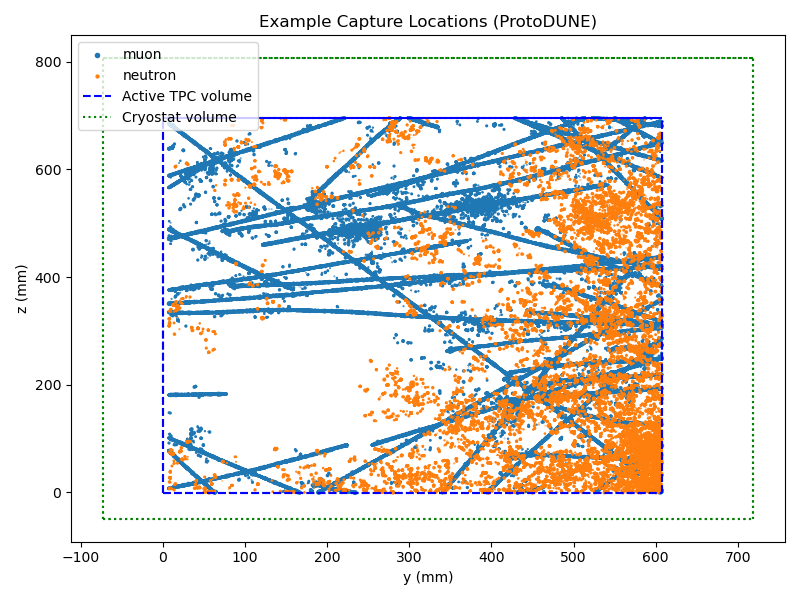 Example Capture Locations (ProtoDUNE)
muon
neutron
Active TPC volume
Cryostat volume
z (mm)
800
600
400
200
0
−100
0
100
200
300
400
500
600
700
y (mm)